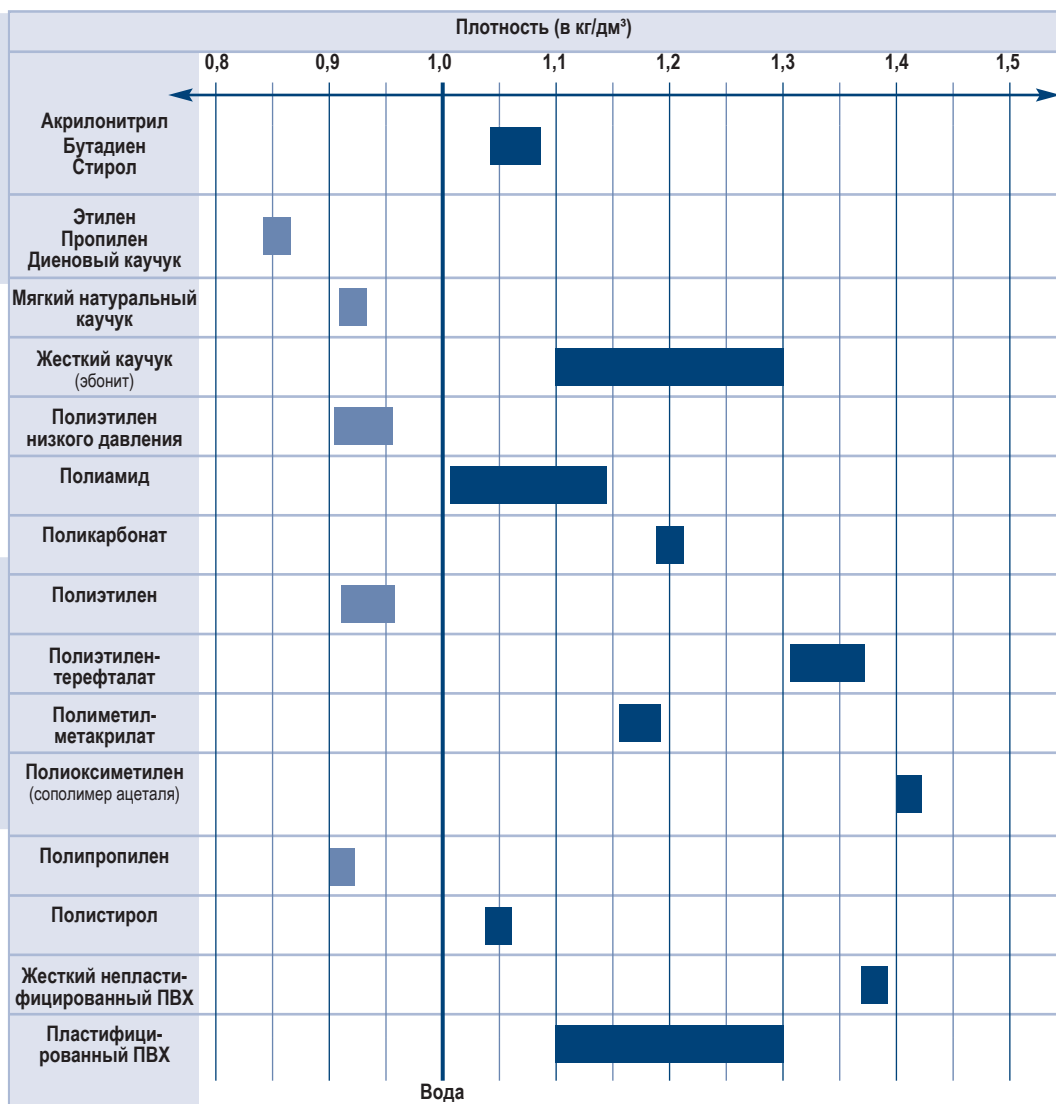 Плотность (в кг/дм³)
0,8 0,9 1,0 1,1 1,2 1,3 1,4 1,5
Акрилонитрил
Бутадиен
Стирол
Этилен
Пропилен
Диеновый каучук
Мягкий натуральный
каучук
Жесткий каучук
(эбонит)
Полиэтилен
низкого давления
Полиамид
Поликарбонат
Полиэтилен
Полиэтилен-
терефталат
Полиметил-
метакрилат
Полиоксиметилен
(сополимер ацеталя)
Полипропилен
Полистирол
Жесткий непласти-
фицированный ПВХ
Пластифици-
рованный ПВХ
Вода